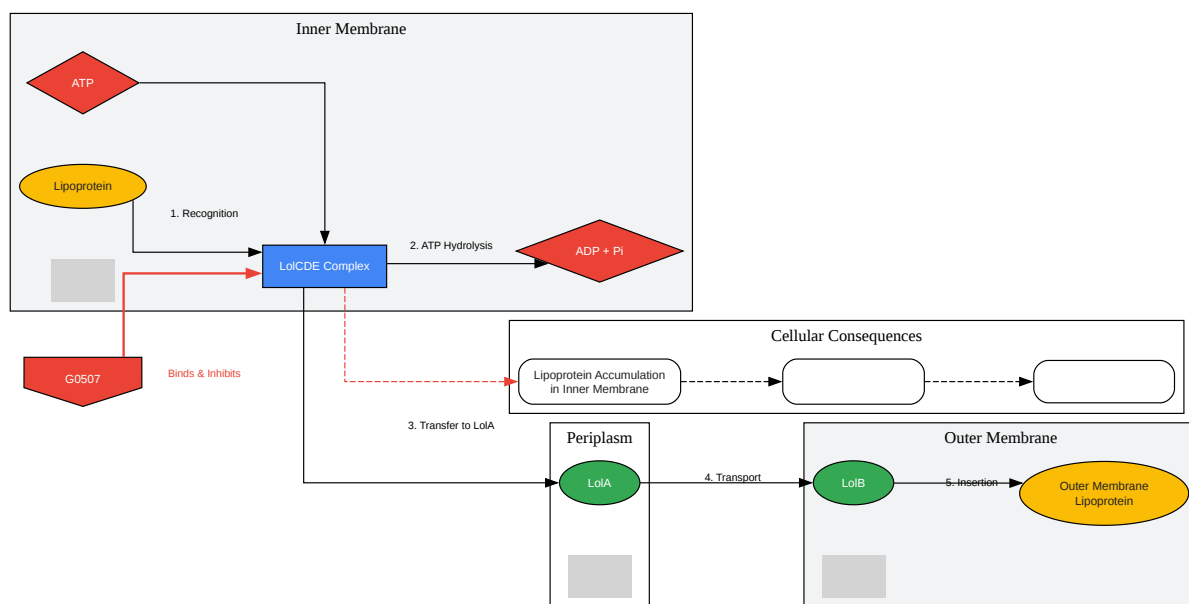 Inner Membrane
ATP
Lipoprotein
1. Recognition
LolCDE Complex
2. ATP Hydrolysis
ADP + Pi
G0507
Binds & Inhibits
Cellular Consequences
Lipoprotein Accumulation
in Inner Membrane
3. Transfer to LolA
Periplasm
LolA
4. Transport
Outer Membrane
LolB
5. Insertion
Outer Membrane
Lipoprotein